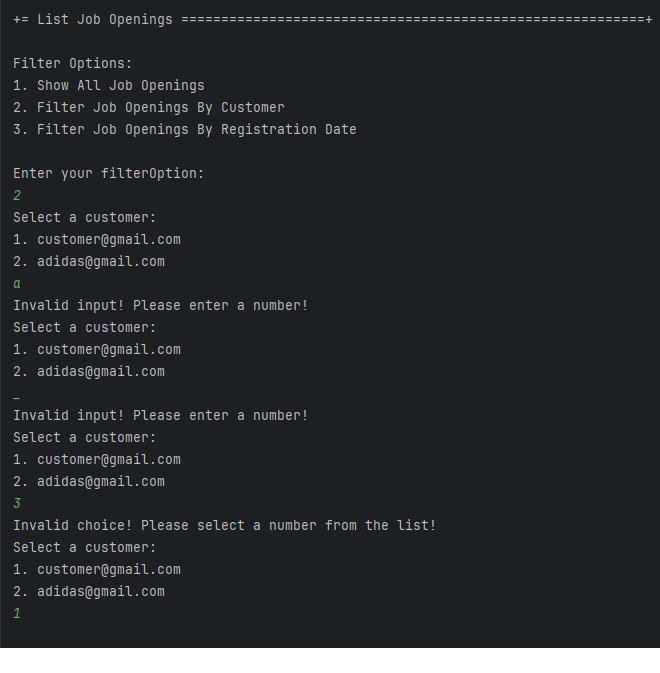 += List Job Openings ==========================================================+
Filter Options:
1. Show All Job Openings
2. Filter Job Openings By Customer
3. Filter Job Openings By Registration Date
Enter your filterOption:
2
Select a customer:
1. customer@gmail.com
2. adidas@gmail.com
a
Invalid input! Please enter a number!
Select a customer:
1. customer@gmail.com
2. adidas@gmail.com
_
Invalid input! Please enter a number!
Select a customer:
1. customer@gmail.com
2. adidas@gmail.com
3
Invalid choice! Please select a number from the list!
Select a customer:
1. customer@gmail.com
2. adidas@gmail.com
1